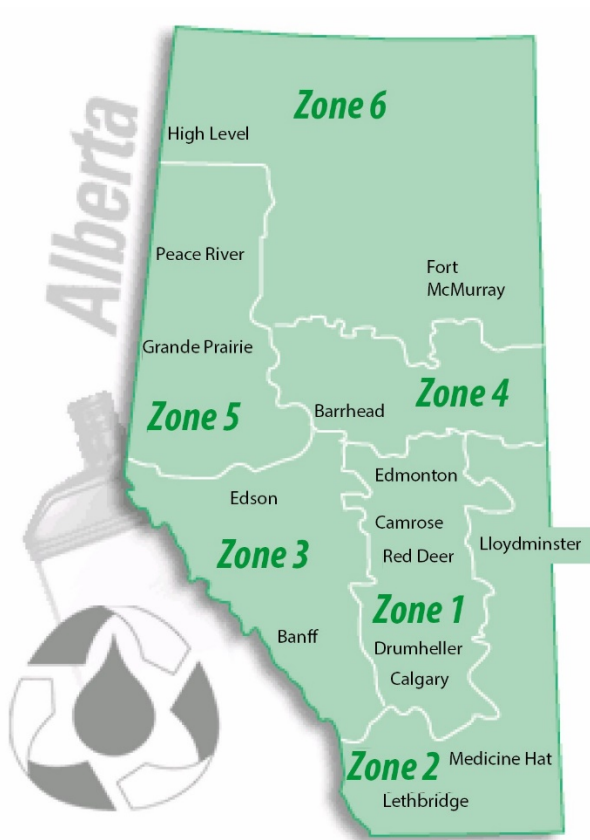 Alberta
Zone 6
High Level
Peace River
Fort
McMurray
Grande Prairie
Zone 4
Barrhead
Zone 5
Edmonton
Edson
Camrose
Lloydminster
Red Deer
Zone 3
Zone 1
Banff
Drumheller
Calgary
Zone 2
Medicine Hat
Lethbridge